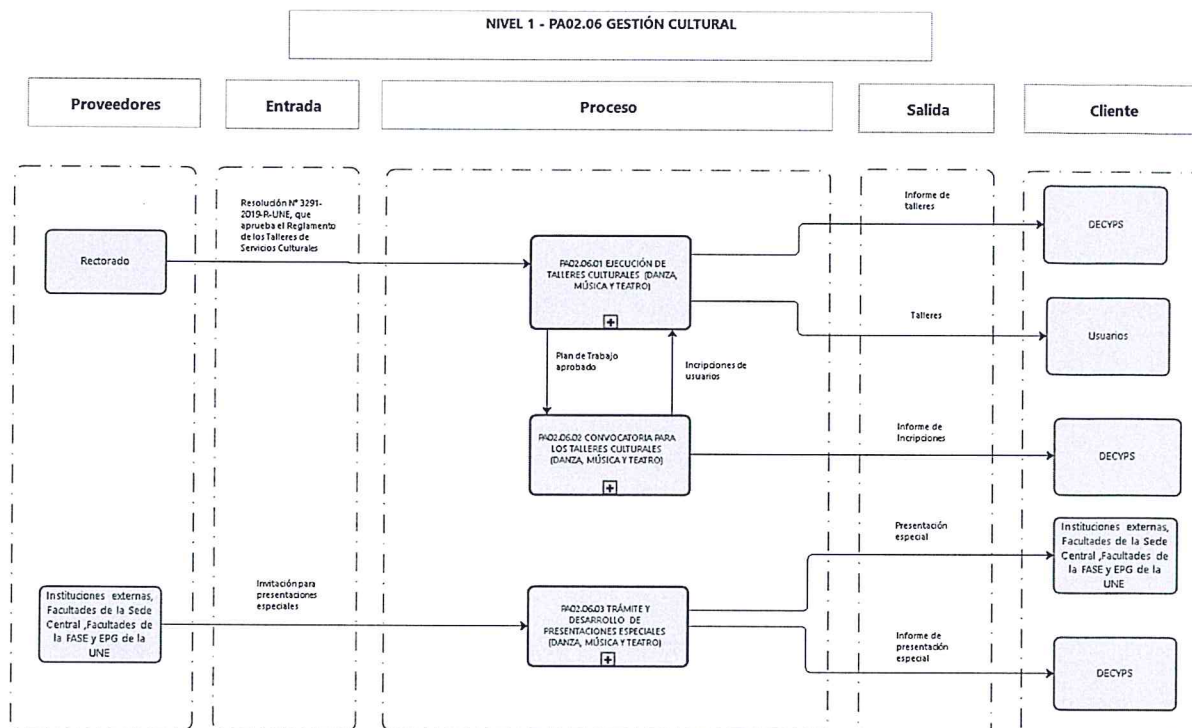 NIVEL 1 - PA02.06 GESTIÓN CULTURAL
Proveedores
Entrada
Proceso
Salida
Cliente
Rectorado
Resolución N° 3291-
2019-R-UNE, que
aprueba el Reglamento
de los Talleres de
Servicios Culturales
PA02.06.01 EJECUCIÓN DE
TALLERES CULTURALES (DANZA,
MÚSICA Y TEATRO)
Informe de
talleres
DECYPS
Talleres
Usuarios
Plan de Trabajo
aprobado
Incripciones de
usuarios
PA02.06.02 CONVOCATORIA PARA
LOS TALLERES CULTURALES
(DANZA, MÚSICA Y TEATRO)
Informe de
Incripciones
DECYPS
Instituciones externas,
Facultades de la Sede
Central ,Facultades de
la FASE y EPG de la
UNE
Invitación para
presentaciones
especiales
PA02.06.03 TRÁMITE Y
DESARROLLO DE
PRESENTACIONES ESPECIALES
(DANZA, MÚSICA Y TEATRO)
Presentación
especial
Instituciones externas,
Facultades de la Sede
Central ,Facultades de
la FASE y EPG de la
UNE
Informe de
presentación
especial
DECYPS